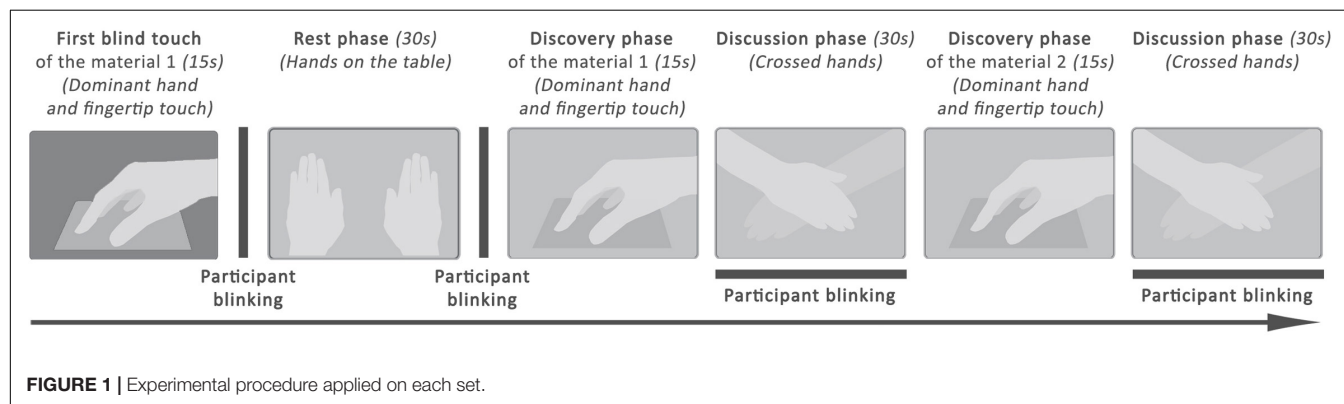 First blind touch
of the material 1 (15s)
(Dominant hand
and fingertip touch)
Rest phase (30s)
(Hands on the table)
Discovery phase
of the material 1 (15s)
(Dominant hand
and fingertip touch)
Discussion phase (30s)
(Crossed hands)
Discovery phase
of the material 2 (15s)
(Dominant hand
and fingertip touch)
Discussion phase (30s)
(Crossed hands)
Participant
blinking
Participant
blinking
Participant blinking
Participant blinking
FIGURE 1 | Experimental procedure applied on each set.